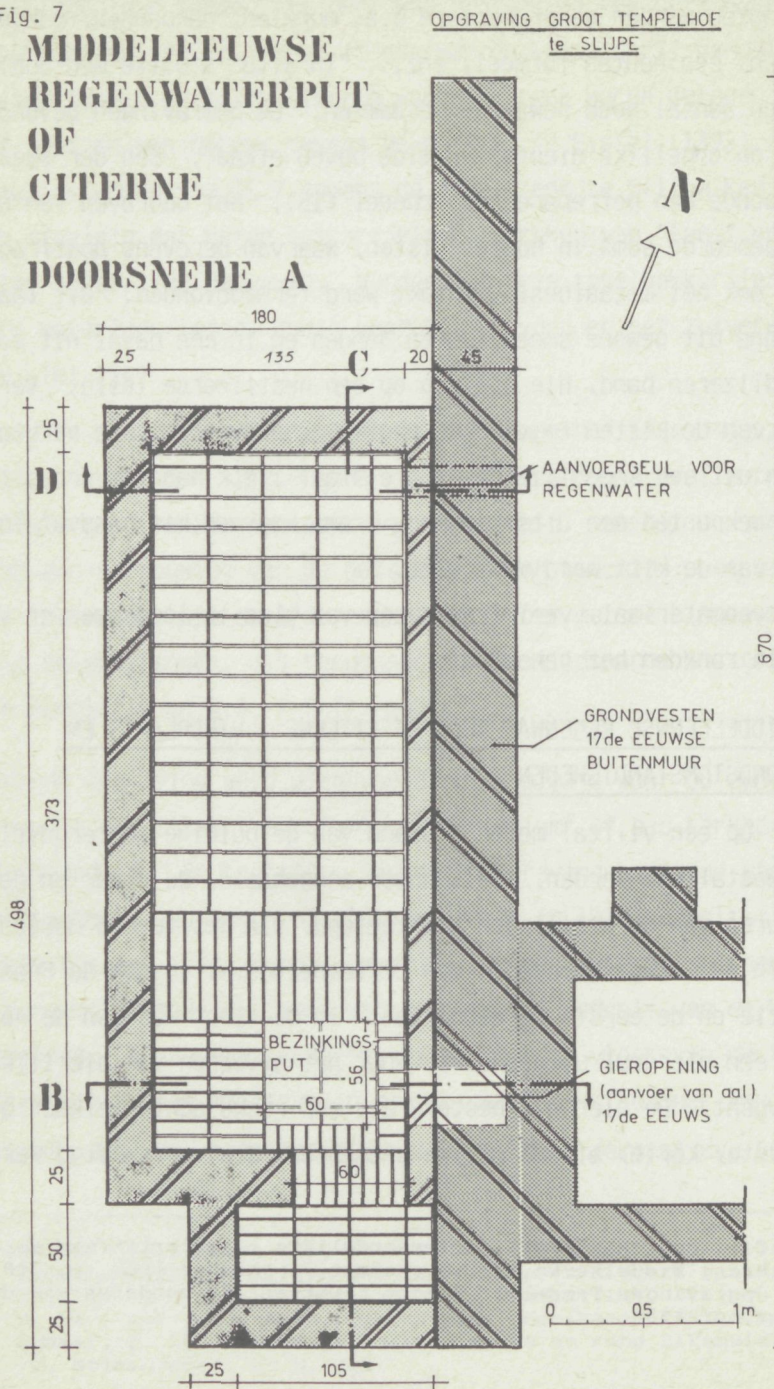 Fig. 7
OPGRAVING GROOT TEMPELHOF
te SLIJPE
MIDDELEEUWSE
REGENWATERPUT
OF
CITERNE
DOORSNEDE A
N
180
25
135
C
20
45
25
D
AANVOERGEUL VOOR
REGENWATER
670
GRONDVESTEN
17de EEUWSE
BUITENMUUR
373
498
BEZINKINGS-
PUT
56
60
B
GIEROPENING
(aanvoer van aal)
17de EEUWS
25
60
50
25
0 05 1m.
25
105